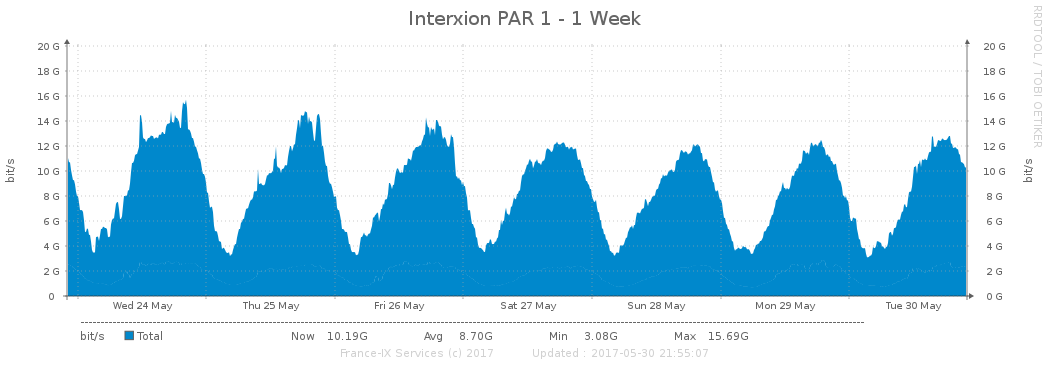 Interxion PAR 1 - 1 Week
RRDTOOL / TOBI OETIKER
20 G 20 G
18 G 18 G
16 G 16 G
14 G 14 G
12 G 12 G
10 G 10 G
8 G 8 G
6 G 6 G
4 G 4 G
2 G 2 G
0 0 G
bit/s
bit/s
Wed 24 May Thu 25 May Fri 26 May Sat 27 May Sun 28 May Mon 29 May Tue 30 May
bit/s Total Now 10.19G Avg 8.70G Min 3.08G Max 15.69G
France-IX Services (c) 2017 Updated : 2017-05-30 21:55:07